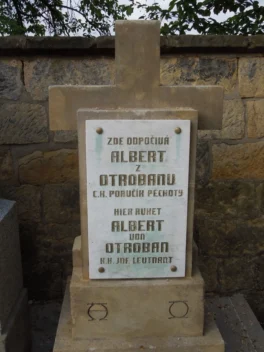 ZDE ODPOČÍVÁ
ALBERT
Z
OTROBANU
C.K. PORUČÍK PĚCHOTY
HIER RUHET
ALBERT
VON
OTROBAN
K.K. INF. LEUTNANT
Α Ω